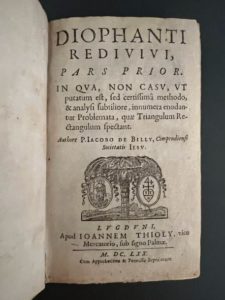 DIOPHANTI
REDIVIVI,
PARS PRIOR.
IN QVA, NON CASV, VT
putatum est, sed certissimâ methodo,
& analysi subtiliore, innumera enodan-
tur Problemata, quæ Triangulum Re-
ctangulum spectant.
Authore P. IACOBO DE BILLY, Compendiensi
Societatis IESV.
LVGDVNI,
Apud IOANNEM THIOLY, vico
Mercatorio, sub signo Palmæ.
M. DC. LXX.
Cum Approbatione & Permissu Superiorum